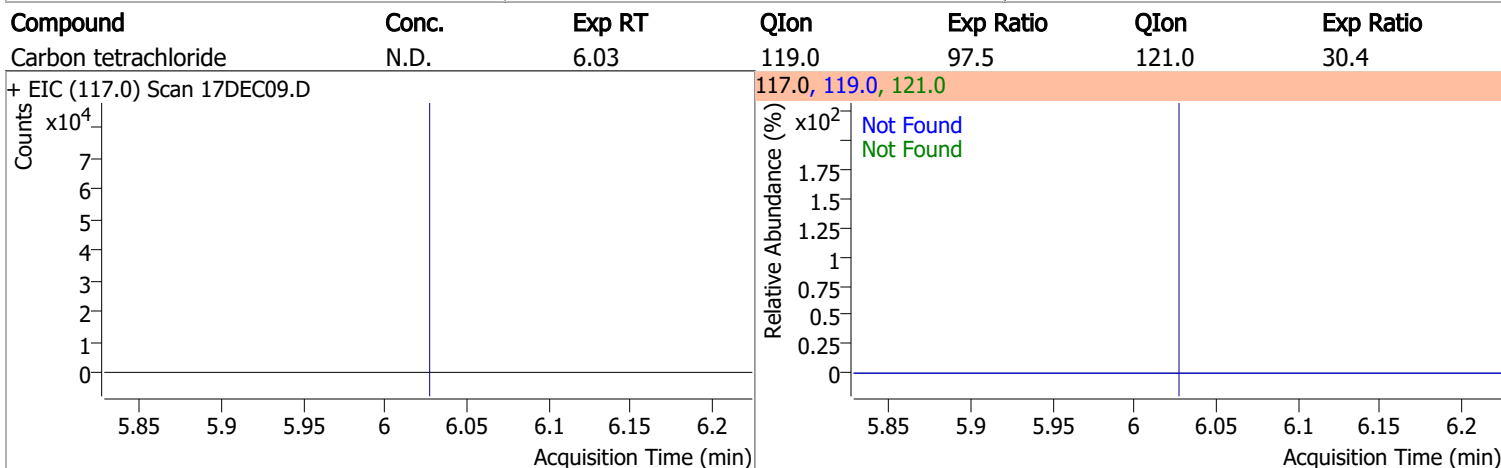 Compound Conc. Exp RT QIon Exp Ratio QIon Exp Ratio
Carbon tetrachloride N.D. 6.03 119.0 97.5 121.0 30.4
+ EIC (117.0) Scan 17DEC09.D
Counts
x10^4
7
6
5
4
3
2
1
0
5.85 5.9 5.95 6 6.05 6.1 6.15 6.2
Acquisition Time (min)
117.0, 119.0, 121.0
Relative Abundance (%)
x10^2
Not Found
Not Found
1.75
1.5
1.25
1
0.75
0.5
0.25
0
5.85 5.9 5.95 6 6.05 6.1 6.15 6.2
Acquisition Time (min)